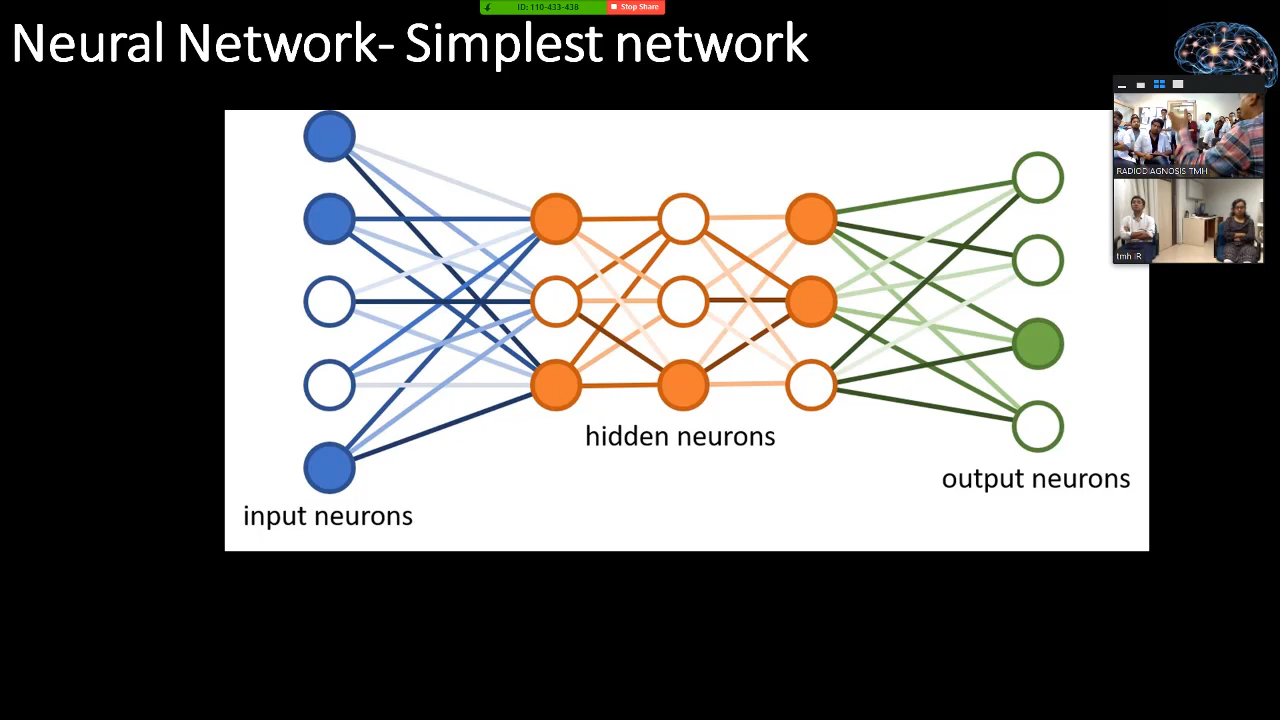 ID: 110-433-438
Stop Share
Neural Network- Simplest network
RADIODIAGNOSIS TMH
tmh IR
hidden neurons
output neurons
input neurons